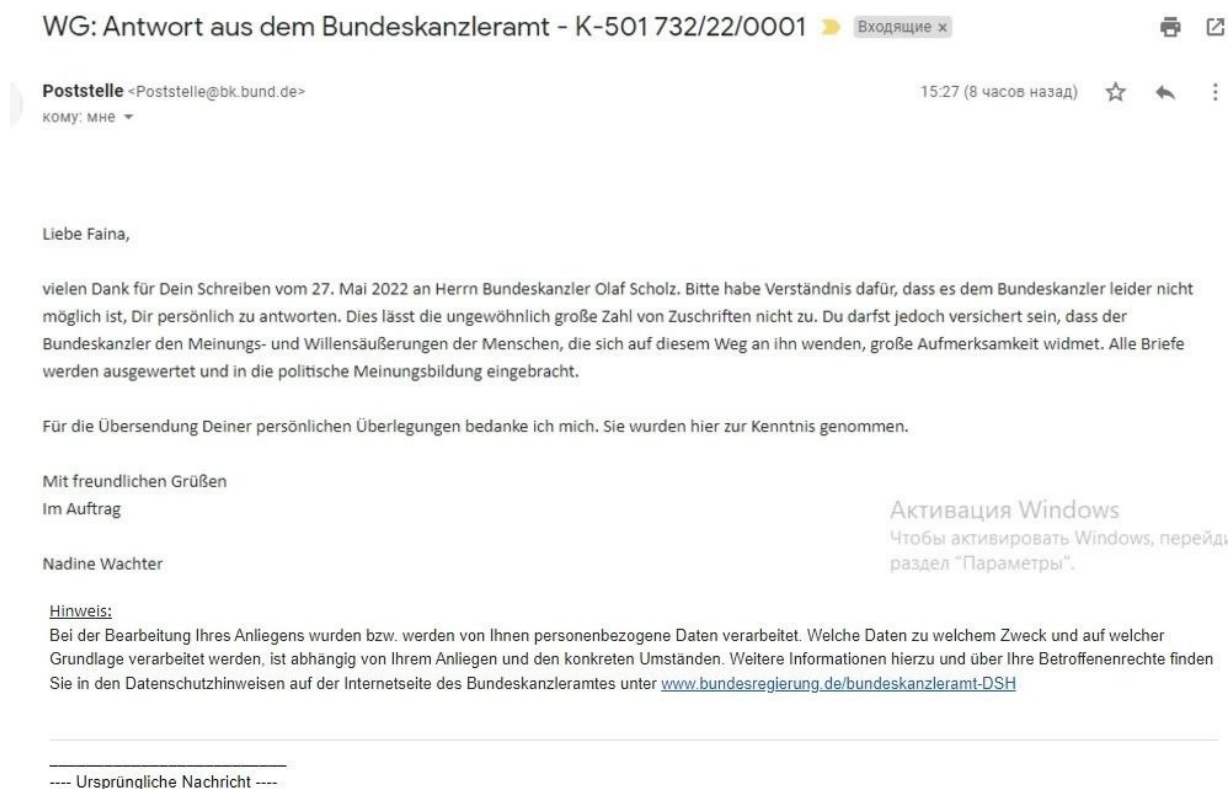 WG: Antwort aus dem Bundeskanzleramt - K-501 732/22/0001 Входящие ×
Poststelle <Poststelle@bk.bund.de> 15:27 (8 часов назад)
кому: мне
Liebe Faina,
vielen Dank für Dein Schreiben vom 27. Mai 2022 an Herrn Bundeskanzler Olaf Scholz. Bitte habe Verständnis dafür, dass es dem Bundeskanzler leider nicht
möglich ist, Dir persönlich zu antworten. Dies lässt die ungewöhnlich große Zahl von Zuschriften nicht zu. Du darfst jedoch versichert sein, dass der
Bundeskanzler den Meinungs- und Willensäußerungen der Menschen, die sich auf diesem Weg an ihn wenden, große Aufmerksamkeit widmet. Alle Briefe
werden ausgewertet und in die politische Meinungsbildung eingebracht.
Für die Übersendung Deiner persönlichen Überlegungen bedanke ich mich. Sie wurden hier zur Kenntnis genommen.
Mit freundlichen Grüßen
Im Auftrag
Nadine Wachter
Активация Windows
Чтобы активировать Windows, перейди
раздел "Параметры".
Hinweis:
Bei der Bearbeitung Ihres Anliegens wurden bzw. werden von Ihnen personenbezogene Daten verarbeitet. Welche Daten zu welchem Zweck und auf welcher
Grundlage verarbeitet werden, ist abhängig von Ihrem Anliegen und den konkreten Umständen. Weitere Informationen hierzu und über Ihre Betroffenenrechte finden
Sie in den Datenschutzhinweisen auf der Internetseite des Bundeskanzleramtes unter www.bundesregierung.de/bundeskanzleramt-DSH
---- Ursprüngliche Nachricht ----